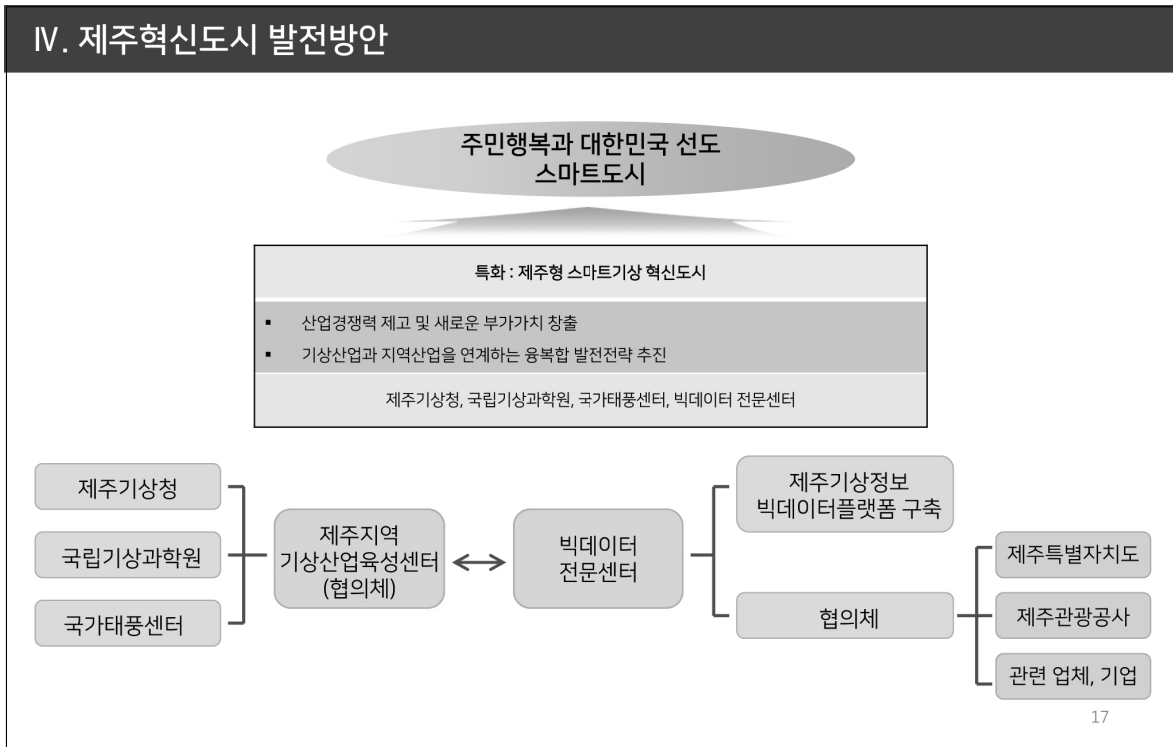 Ⅳ. 제주혁신도시 발전방안
주민행복과 대한민국 선도
스마트도시
특화 : 제주형 스마트기상 혁신도시
▪ 산업경쟁력 제고 및 새로운 부가가치 창출
▪ 기상산업과 지역산업을 연계하는 융복합 발전전략 추진
제주기상청, 국립기상과학원, 국가태풍센터, 빅데이터 전문센터
제주기상청
국립기상과학원
국가태풍센터
제주지역
기상산업육성센터
(협의체)
빅데이터
전문센터
제주기상정보
빅데이터플랫폼 구축
협의체
제주특별자치도
제주관광공사
관련 업체, 기업
17